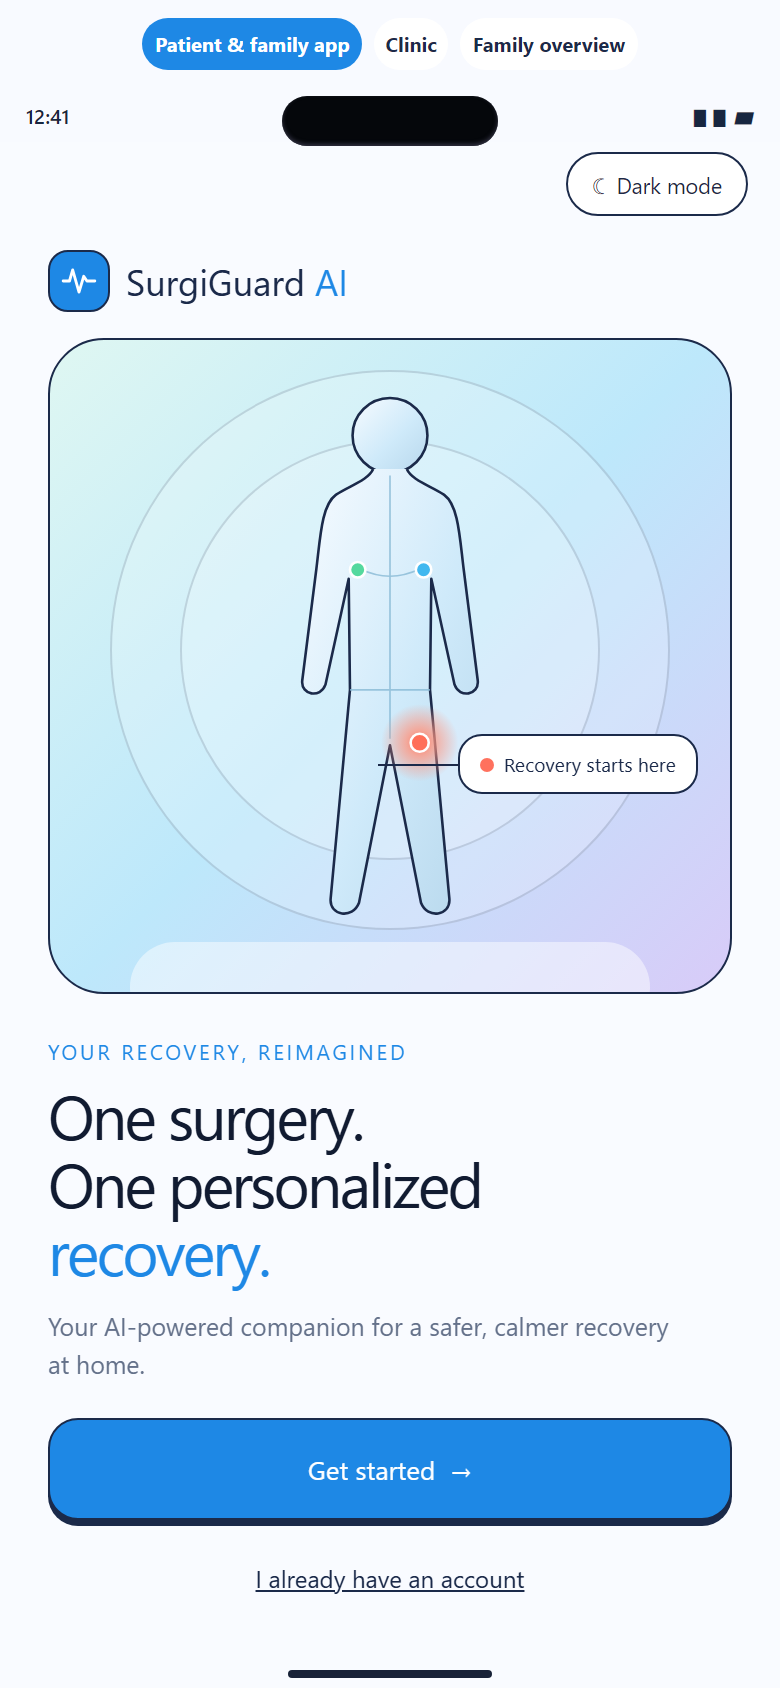 Patient & family app Clinic Family overview
12:41
☾ Dark mode
SurgiGuard AI
Recovery starts here
YOUR RECOVERY, REIMAGINED
One surgery.
One personalized
recovery.
Your AI-powered companion for a safer, calmer recovery
at home.
Get started →
I already have an account